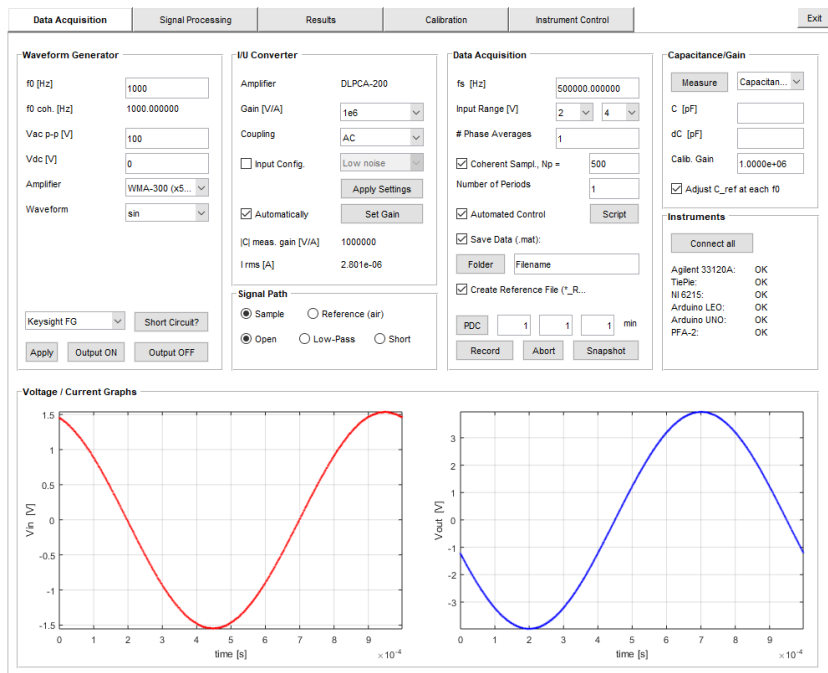 Data Acquisition
Signal Processing
Results
Calibration
Instrument Control
Exit
Waveform Generator
f0 [Hz] 1000
f0 coh. [Hz] 1000.000000
Vac p-p [V] 100
Vdc [V] 0
Amplifier WMA-300 (x5...
Waveform sin
Keysight FG Short Circuit?
Apply Output ON Output OFF
I/U Converter
Amplifier DLPCA-200
Gain [V/A] 1e6
Coupling AC
Input Config. Low noise
Apply Settings
Automatically Set Gain
|C| meas. gain [V/A] 1000000
I rms [A] 2.801e-06
Signal Path
Sample Reference (air)
Open Low-Pass Short
Data Acquisition
fs [Hz] 500000.000000
Input Range [V] 2 4
# Phase Averages 1
Coherent Sampl., Np = 500
Number of Periods 1
Automated Control Script
Save Data (.mat):
Folder Filename
Create Reference File (*_R...
PDC 1 1 1 min
Record Abort Snapshot
Capacitance/Gain
Measure Capacitan...
C [pF]
dC [pF]
Calib. Gain 1.0000e+06
Adjust C_ref at each f0
Instruments
Connect all
Agilent 33120A: OK
TiePie: OK
NI 6215: OK
Arduino LEO: OK
Arduino UNO: OK
PFA-2: OK
Voltage / Current Graphs
Vin [V]
1.5
1
0.5
0
-0.5
-1
-1.5
0 1 2 3 4 5 6 7 8 9
time [s]
×10-4
Vout [V]
3
2
1
0
-1
-2
-3
0 1 2 3 4 5 6 7 8 9
time [s]
×10-4